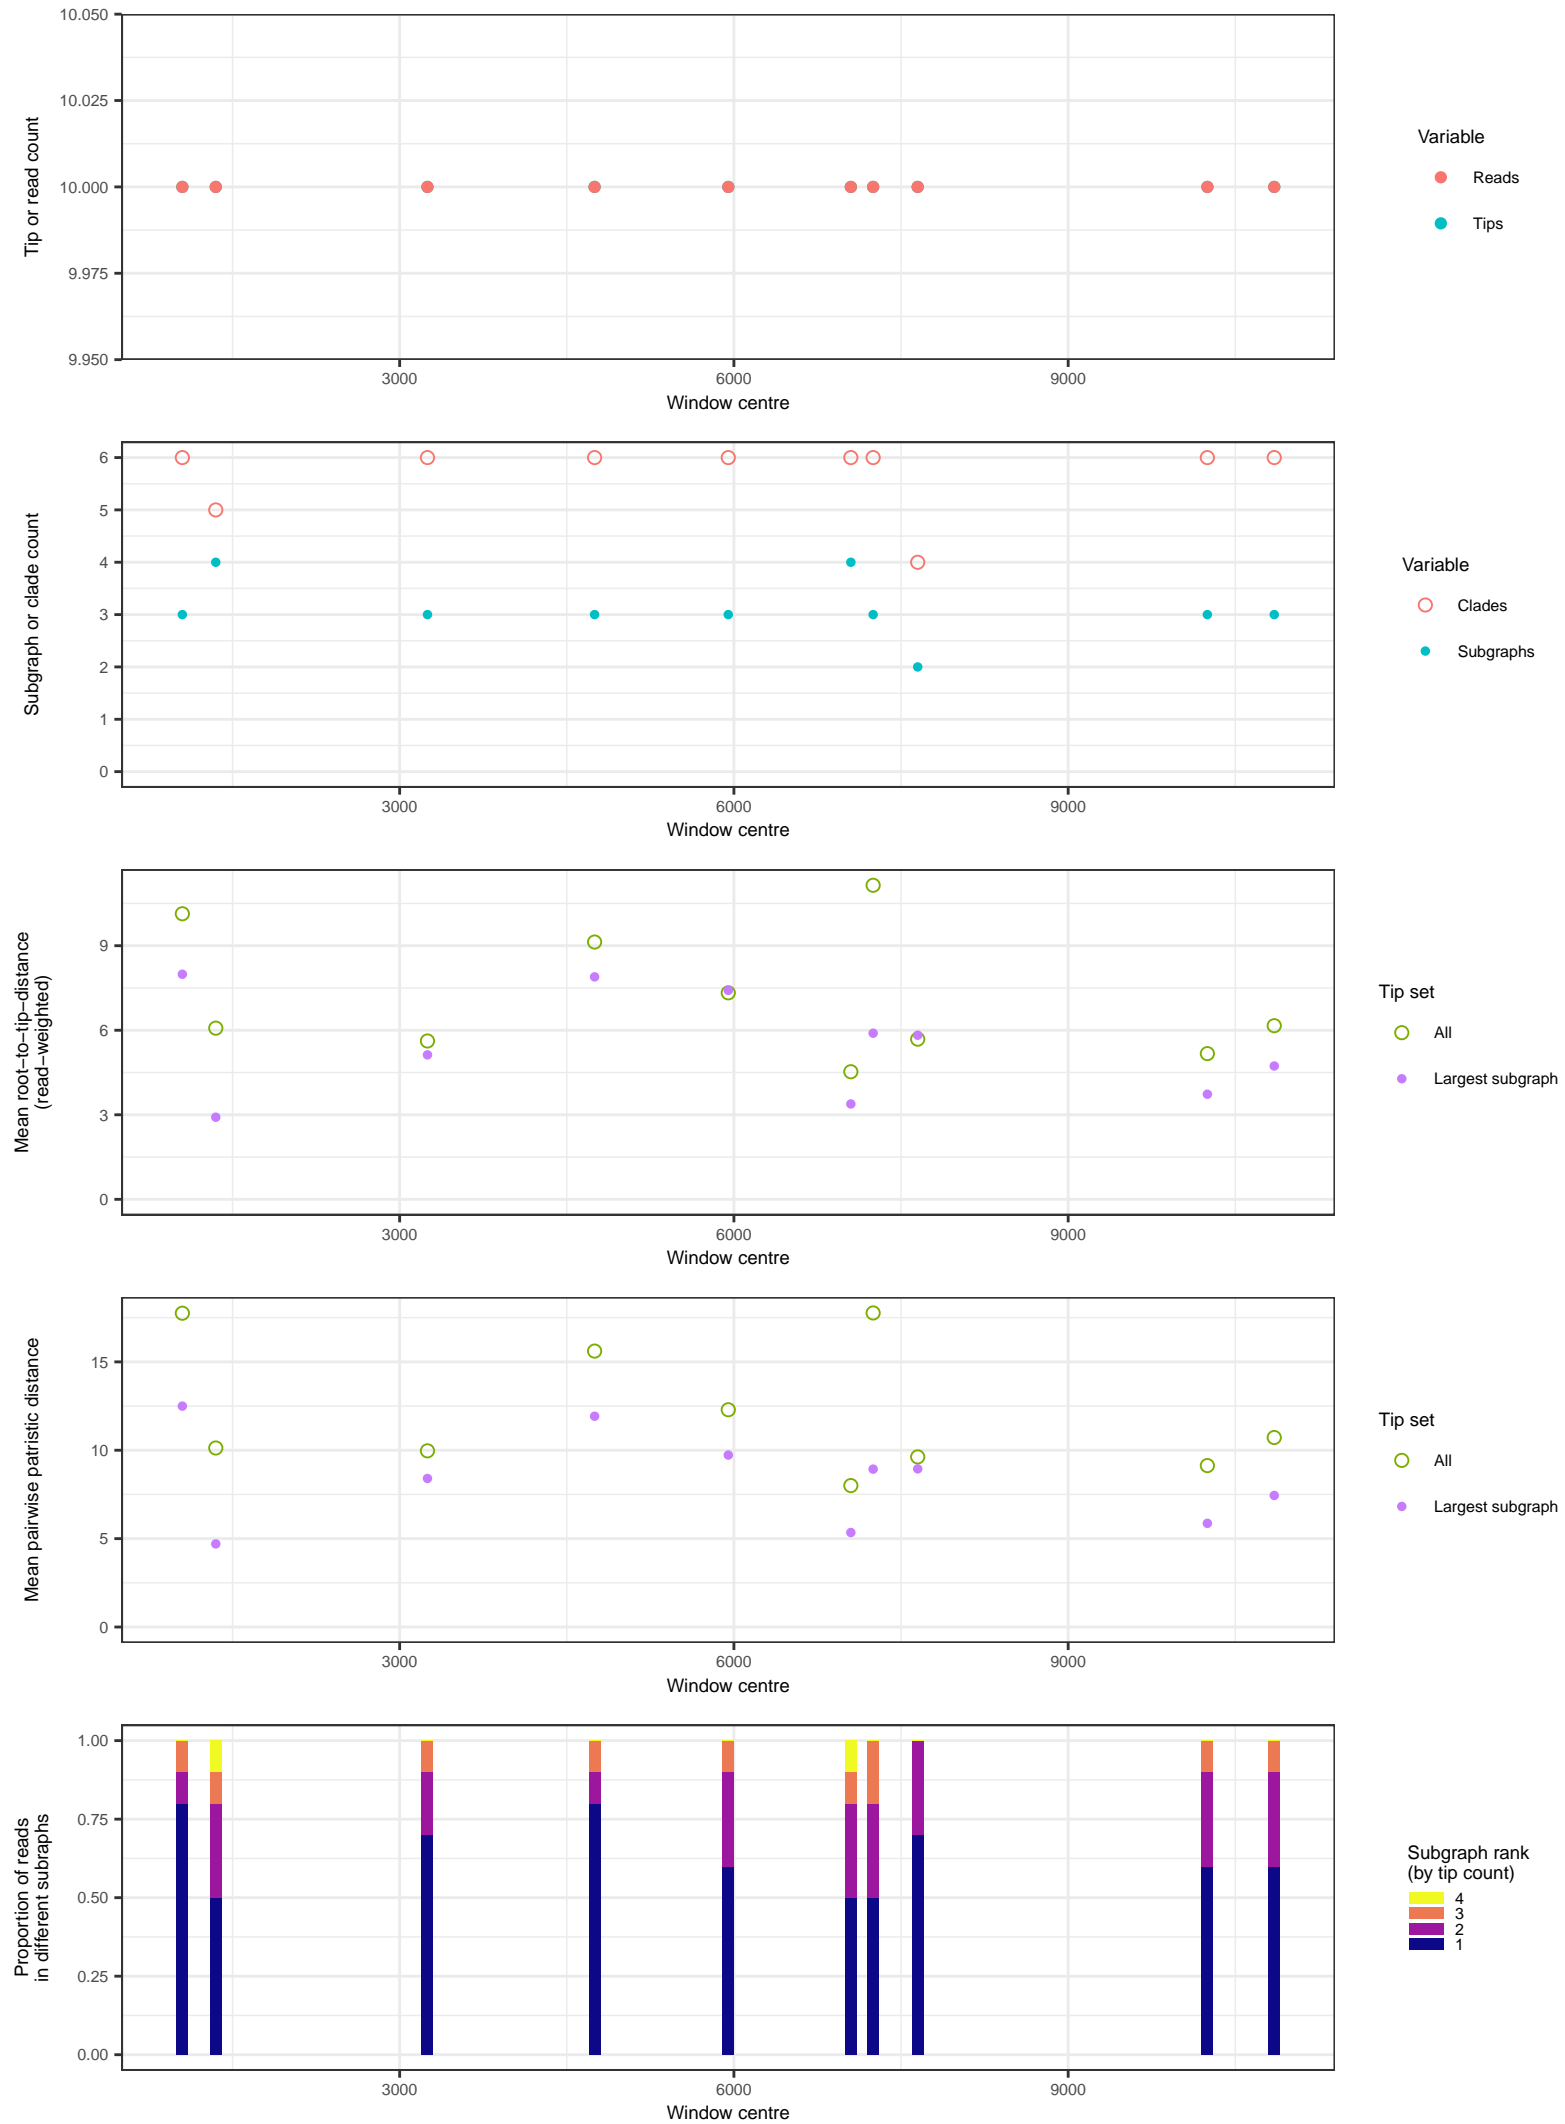 10.050
10.025
10.000
9.975
9.950
Tip or read count
3000 6000 9000
Window centre
Variable
Reads
Tips
6
5
4
3
2
1
0
Subgraph or clade count
3000 6000 9000
Window centre
Variable
Clades
Subgraphs
9
6
3
0
Mean root−to−tip−distance
(read−weighted)
3000 6000 9000
Window centre
Tip set
All
Largest subgraph
15
10
5
0
Mean pairwise patristic distance
3000 6000 9000
Window centre
Tip set
All
Largest subgraph
1.00
0.75
0.50
0.25
0.00
Proportion of reads
in different subraphs
3000 6000 9000
Window centre
Subgraph rank
(by tip count)
4
3
2
1